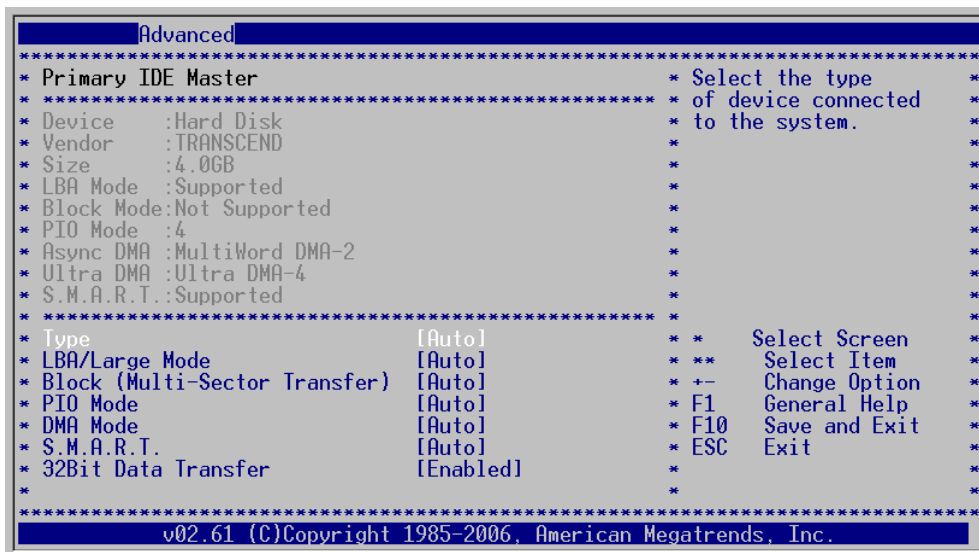 Advanced
Primary IDE Master
Device :Hard Disk
Vendor :TRANSCEND
Size :4.0GB
LBA Mode :Supported
Block Mode:Not Supported
PIO Mode :4
Async DMA :MultiWord DMA-2
Ultra DMA :Ultra DMA-4
S.M.A.R.T.:Supported
Type [Auto]
LBA/Large Mode [Auto]
Block (Multi-Sector Transfer) [Auto]
PIO Mode [Auto]
DMA Mode [Auto]
S.M.A.R.T. [Auto]
32Bit Data Transfer [Enabled]
Select the type
of device connected
to the system.
* Select Screen
** Select Item
+- Change Option
F1 General Help
F10 Save and Exit
ESC Exit
v02.61 (C)Copyright 1985-2006, American Megatrends, Inc.